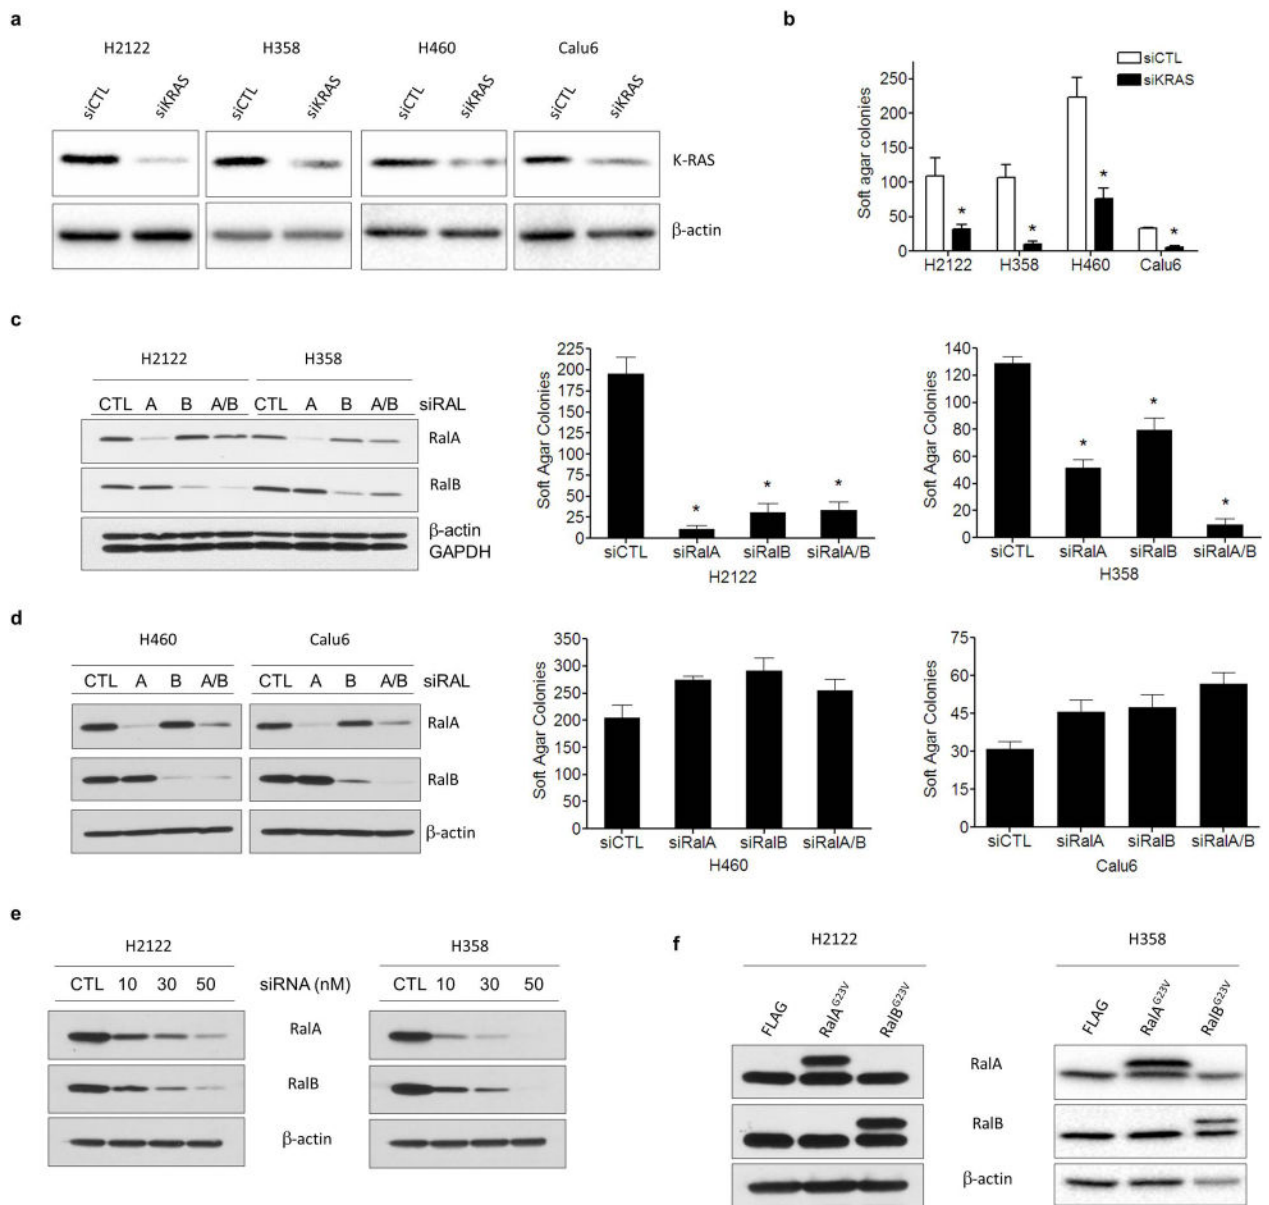 a
H2122 H358 H460 Calu6
siCTL siKRAS siCTL siKRAS siCTL siKRAS siCTL siKRAS
K-RAS
β-actin
b
siCTL
siKRAS
Soft agar colonies
250
200
150
100
50
0
* * * *
H2122 H358 H460 Calu6
c
H2122 H358
CTL A B A/B CTL A B A/B siRAL
RalA
RalB
β-actin
GAPDH
Soft Agar Colonies
225
200
175
150
125
100
75
50
25
0
* * *
siCTL siRalA siRalB siRalA/B
H2122
Soft Agar Colonies
140
120
100
80
60
40
20
0
* * *
siCTL siRalA siRalB siRalA/B
H358
d
H460 Calu6
CTL A B A/B CTL A B A/B siRAL
RalA
RalB
β-actin
Soft Agar Colonies
350
300
250
200
150
100
50
0
siCTL siRalA siRalB siRalA/B
H460
Soft Agar Colonies
75
60
45
30
15
0
siCTL siRalA siRalB siRalA/B
Calu6
e
H2122 H358
CTL 10 30 50 siRNA (nM) CTL 10 30 50
RalA
RalB
β-actin
f
H2122 H358
FLAG RalA^G23V RalB^G23V FLAG RalA^G23V RalB^G23V
RalA
RalB
β-actin